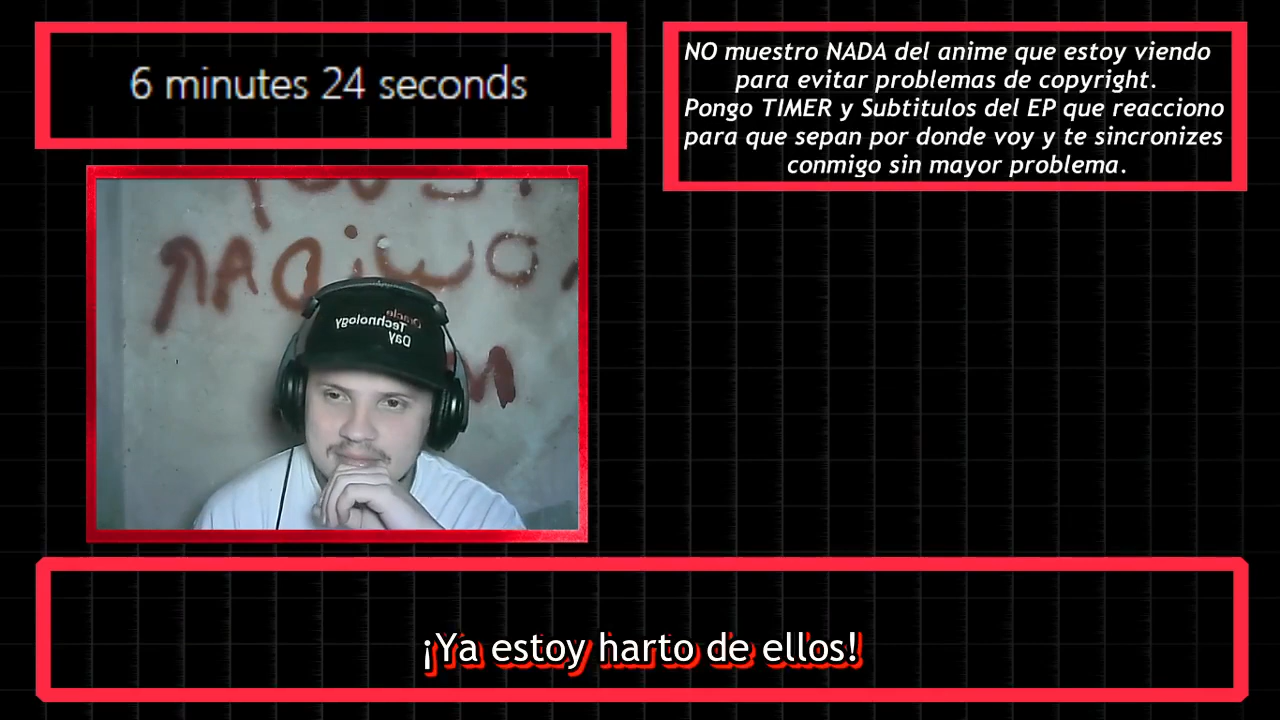 6 minutes 24 seconds
NO muestro NADA del anime que estoy viendo
para evitar problemas de copyright.
Pongo TIMER y Subtitulos del EP que reacciono
para que sepan por donde voy y te sincronizes
conmigo sin mayor problema.
Oracle
Technology
Day
¡Ya estoy harto de ellos!